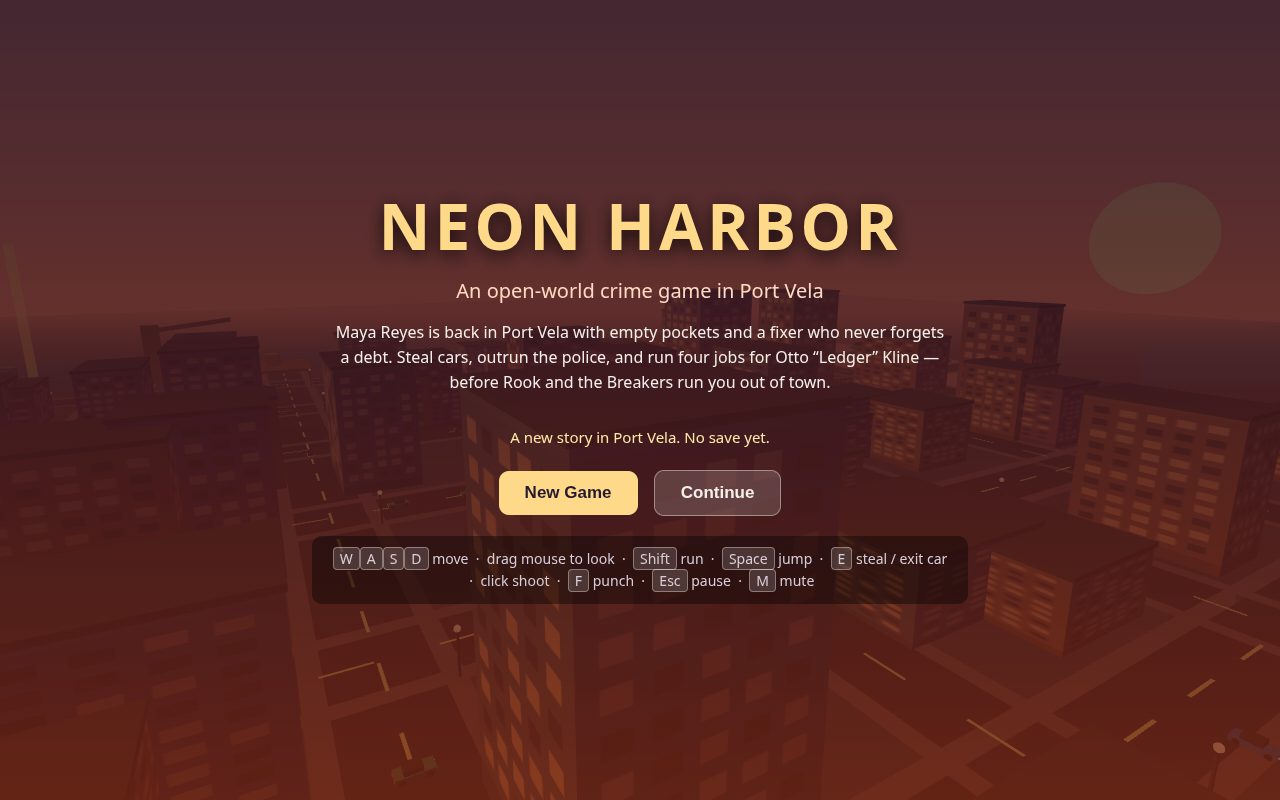 NEON HARBOR
An open-world crime game in Port Vela
Maya Reyes is back in Port Vela with empty pockets and a fixer who never forgets
a debt. Steal cars, outrun the police, and run four jobs for Otto “Ledger” Kline —
before Rook and the Breakers run you out of town.
A new story in Port Vela. No save yet.
New Game Continue
W A S D move · drag mouse to look · Shift run · Space jump · E steal / exit car
· click shoot · F punch · Esc pause · M mute